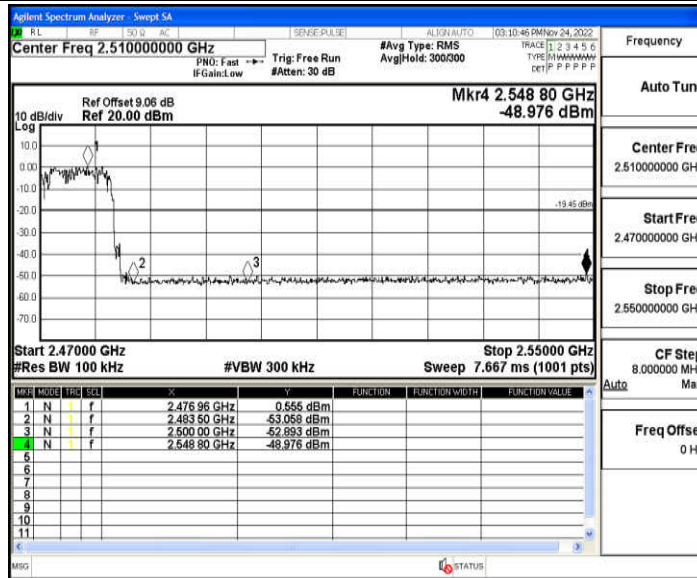 Agilent Spectrum Analyzer - Swept SA
RL RF 50 Ω AC SENSE:PULSE ALIGN AUTO 03:10:46 PM Nov 24, 2022
Center Freq 2.510000000 GHz #Avg Type: RMS TRACE 1 2 3 4 5 6
PNO: Fast Trig: Free Run Avg|Hold: 300/300 TYPE M W W W W W
IFGain:Low #Atten: 30 dB DET P P P P P P
Mkr4 2.548 80 GHz
-48.976 dBm
Ref Offset 9.06 dB
10 dB/div Ref 20.00 dBm
Log
10.0
0.00
-10.0
-20.0
-30.0
-40.0
-50.0
-60.0
-70.0
1
2
3
-19.45 dBm
Start 2.47000 GHz Stop 2.55000 GHz
#Res BW 100 kHz #VBW 300 kHz Sweep 7.667 ms (1001 pts)
MKR MODE TRC SCL X Y FUNCTION FUNCTION WIDTH FUNCTION VALUE
1 N 1 f 2.476 96 GHz 0.555 dBm
2 N 1 f 2.483 50 GHz -53.058 dBm
3 N 1 f 2.500 00 GHz -52.893 dBm
4 N 1 f 2.548 80 GHz -48.976 dBm
5
6
7
8
9
10
11
MSG STATUS
Frequency
Auto Tun
Center Fre
2.510000000 GH
Start Fre
2.470000000 GH
Stop Fre
2.550000000 GH
CF Step
8.000000 MH
Auto Ma
Freq Offse
0 H